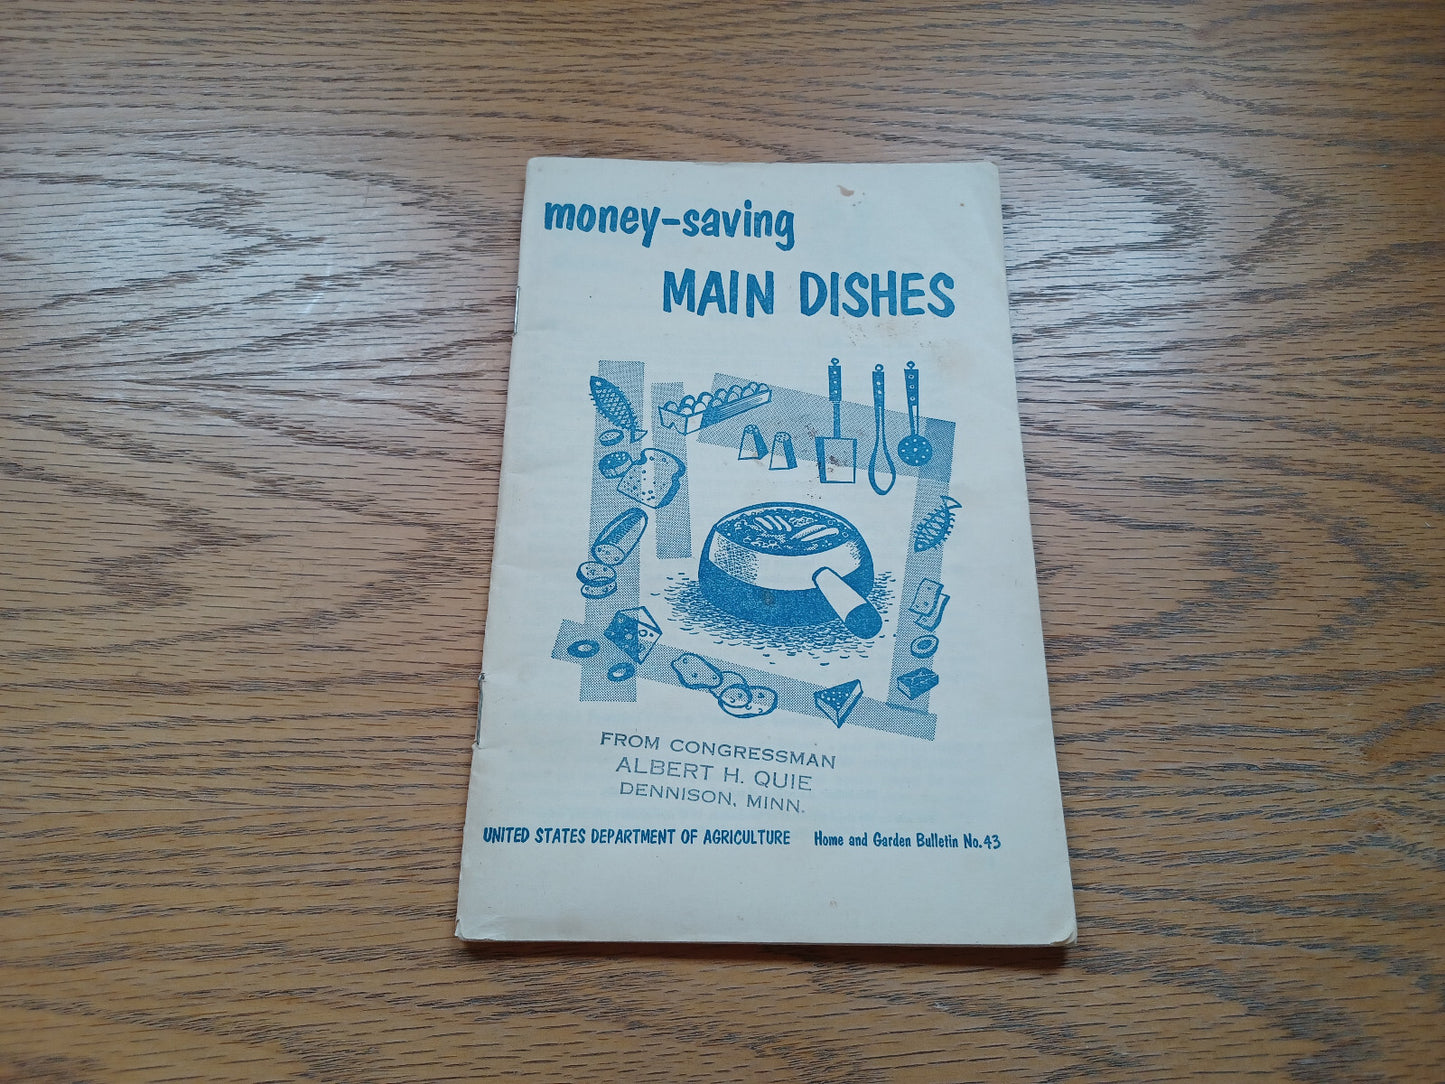 money-saving
MAIN DISHES
FROM CONGRESSMAN
ALBERT H. QUIE
DENNISON, MINN.
UNITED STATES DEPARTMENT OF AGRICULTURE Home and Garden Bulletin No. 43